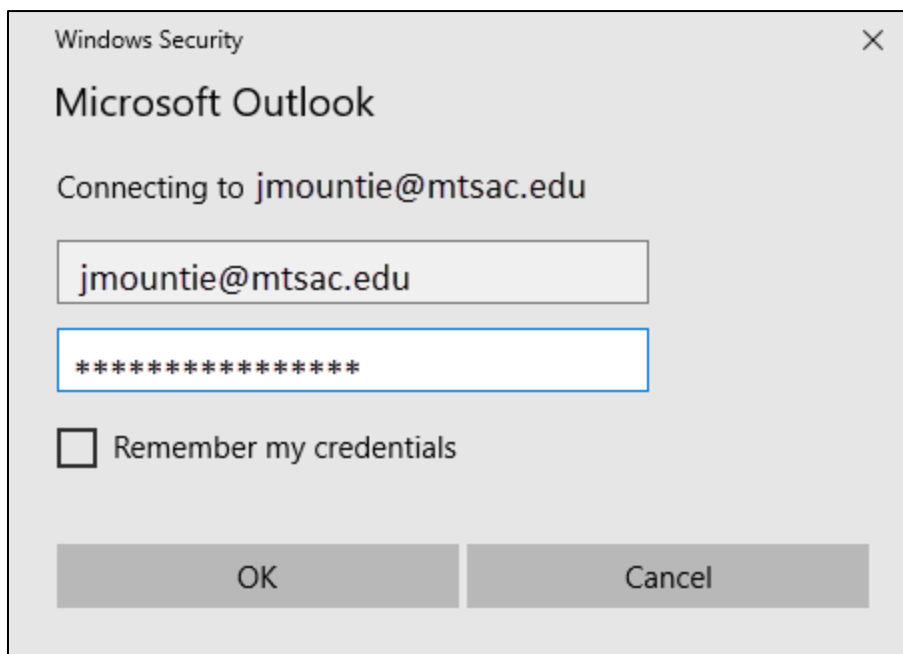 Windows Security
Microsoft Outlook
Connecting to jmountie@mtsac.edu
jmountie@mtsac.edu
****************
Remember my credentials
OK
Cancel